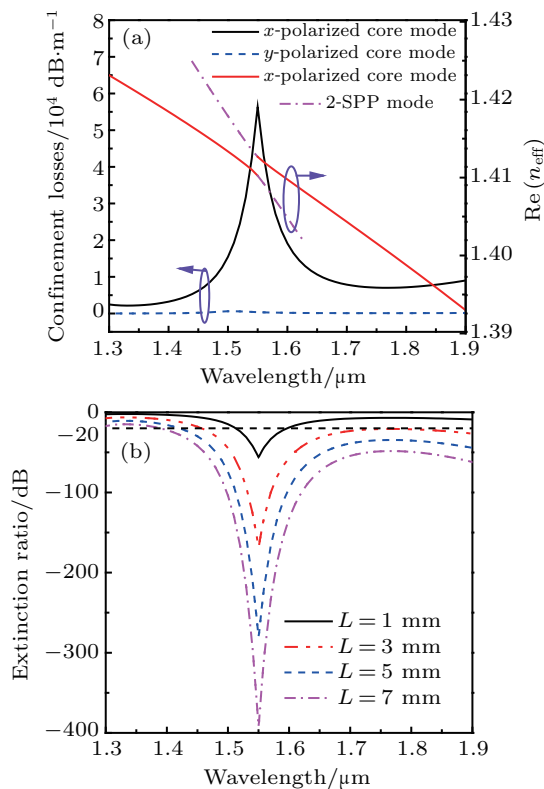 (a)
x-polarized core mode
y-polarized core mode
x-polarized core mode
2-SPP mode
Confinement losses/10⁴ dB·m⁻¹
8
7
6
5
4
3
2
1
0
Re(n_eff)
1.43
1.42
1.41
1.40
1.39
1.3 1.4 1.5 1.6 1.7 1.8 1.9
Wavelength/μm
(b)
Extinction ratio/dB
0
−20
−100
−200
−300
−400
L = 1 mm
L = 3 mm
L = 5 mm
L = 7 mm
1.3 1.4 1.5 1.6 1.7 1.8 1.9
Wavelength/μm